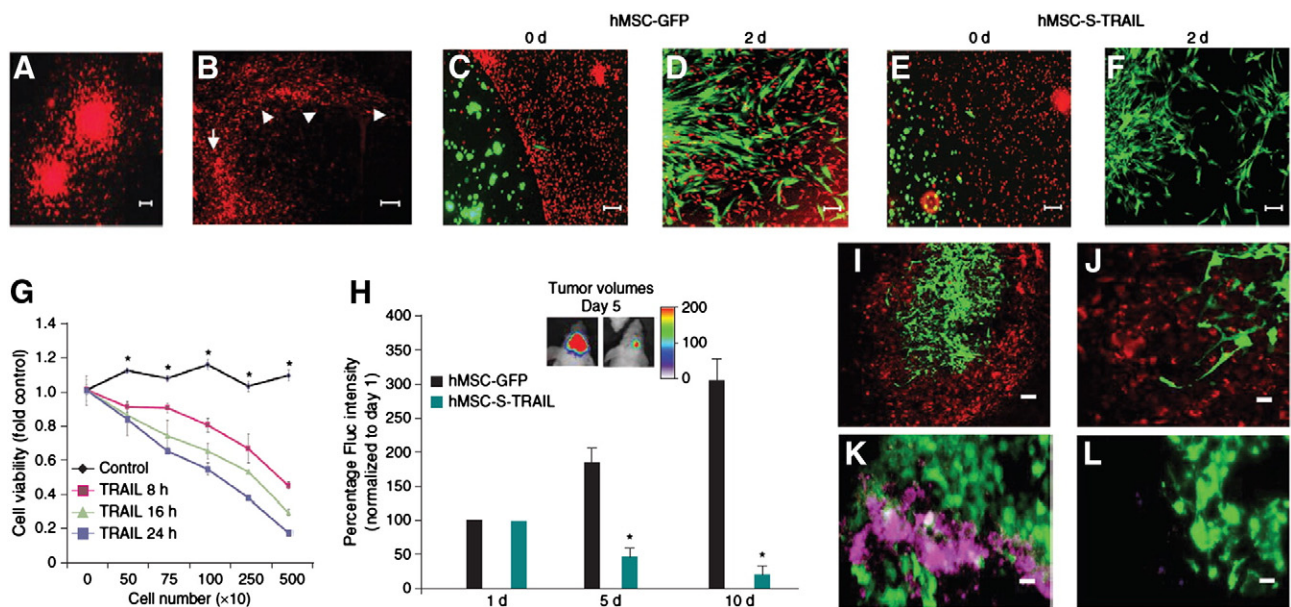 hMSC-GFP
hMSC-S-TRAIL
0 d
2 d
0 d
2 d
A
B
C
D
E
F
G
1.4
1.2
1.0
0.8
0.6
0.4
0.2
0
Cell viability (fold control)
*
*
*
*
*
Control
TRAIL 8 h
TRAIL 16 h
TRAIL 24 h
0
50
75
100
250
500
Cell number (×10)
H
Tumor volumes
Day 5
200
100
0
400
350
300
250
200
150
100
50
0
Percentage Fluc intensity
(normalized to day 1)
hMSC-GFP
hMSC-S-TRAIL
*
*
1 d
5 d
10 d
I
J
K
L